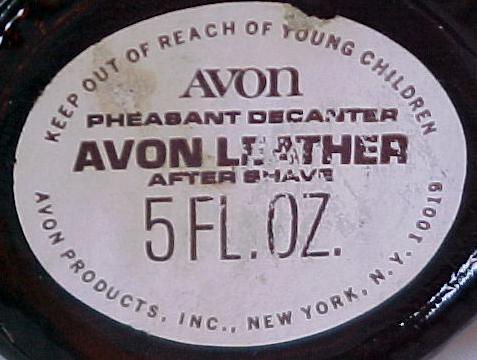 KEEP OUT OF REACH OF YOUNG CHILDREN
AVON
PHEASANT DECANTER
AVON LEATHER
AFTER SHAVE
5 FL. OZ.
AVON PRODUCTS, INC., NEW YORK, N.Y. 10019